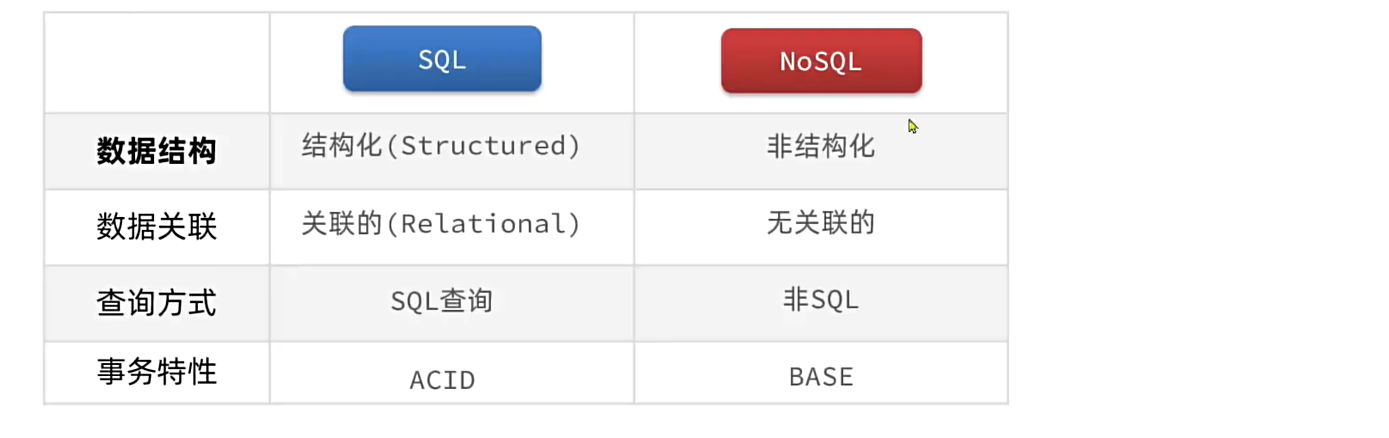 SQL NoSQL
数据结构 结构化(Structured) 非结构化
数据关联 关联的(Relational) 无关联的
查询方式 SQL查询 非SQL
事务特性 ACID BASE